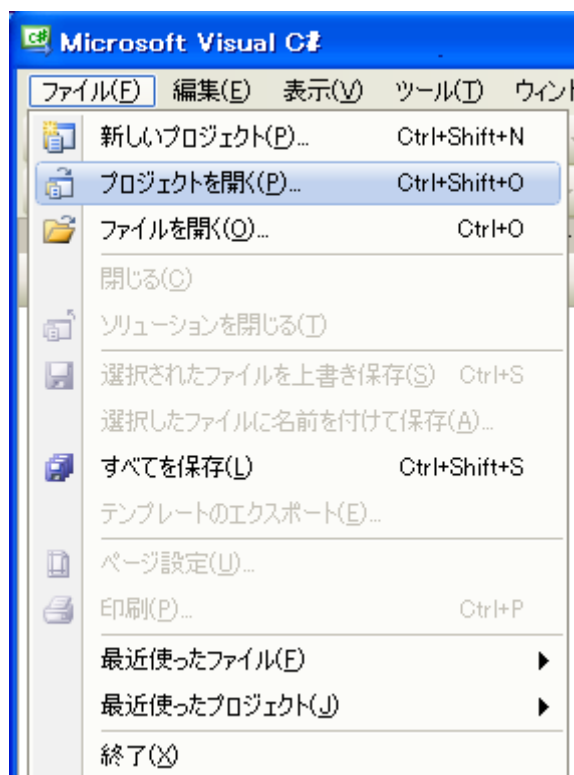 Microsoft Visual C#
ファイル(F) 編集(E) 表示(V) ツール(T) ウィン
新しいプロジェクト(P)... Ctrl+Shift+N
プロジェクトを開く(P)... Ctrl+Shift+O
ファイルを開く(O)... Ctrl+O
閉じる(C)
ソリューションを閉じる(T)
選択されたファイルを上書き保存(S) Ctrl+S
選択したファイルに名前を付けて保存(A)...
すべてを保存(L) Ctrl+Shift+S
テンプレートのエクスポート(E)...
ページ設定(U)...
印刷(P)... Ctrl+P
最近使ったファイル(F)
最近使ったプロジェクト(J)
終了(X)